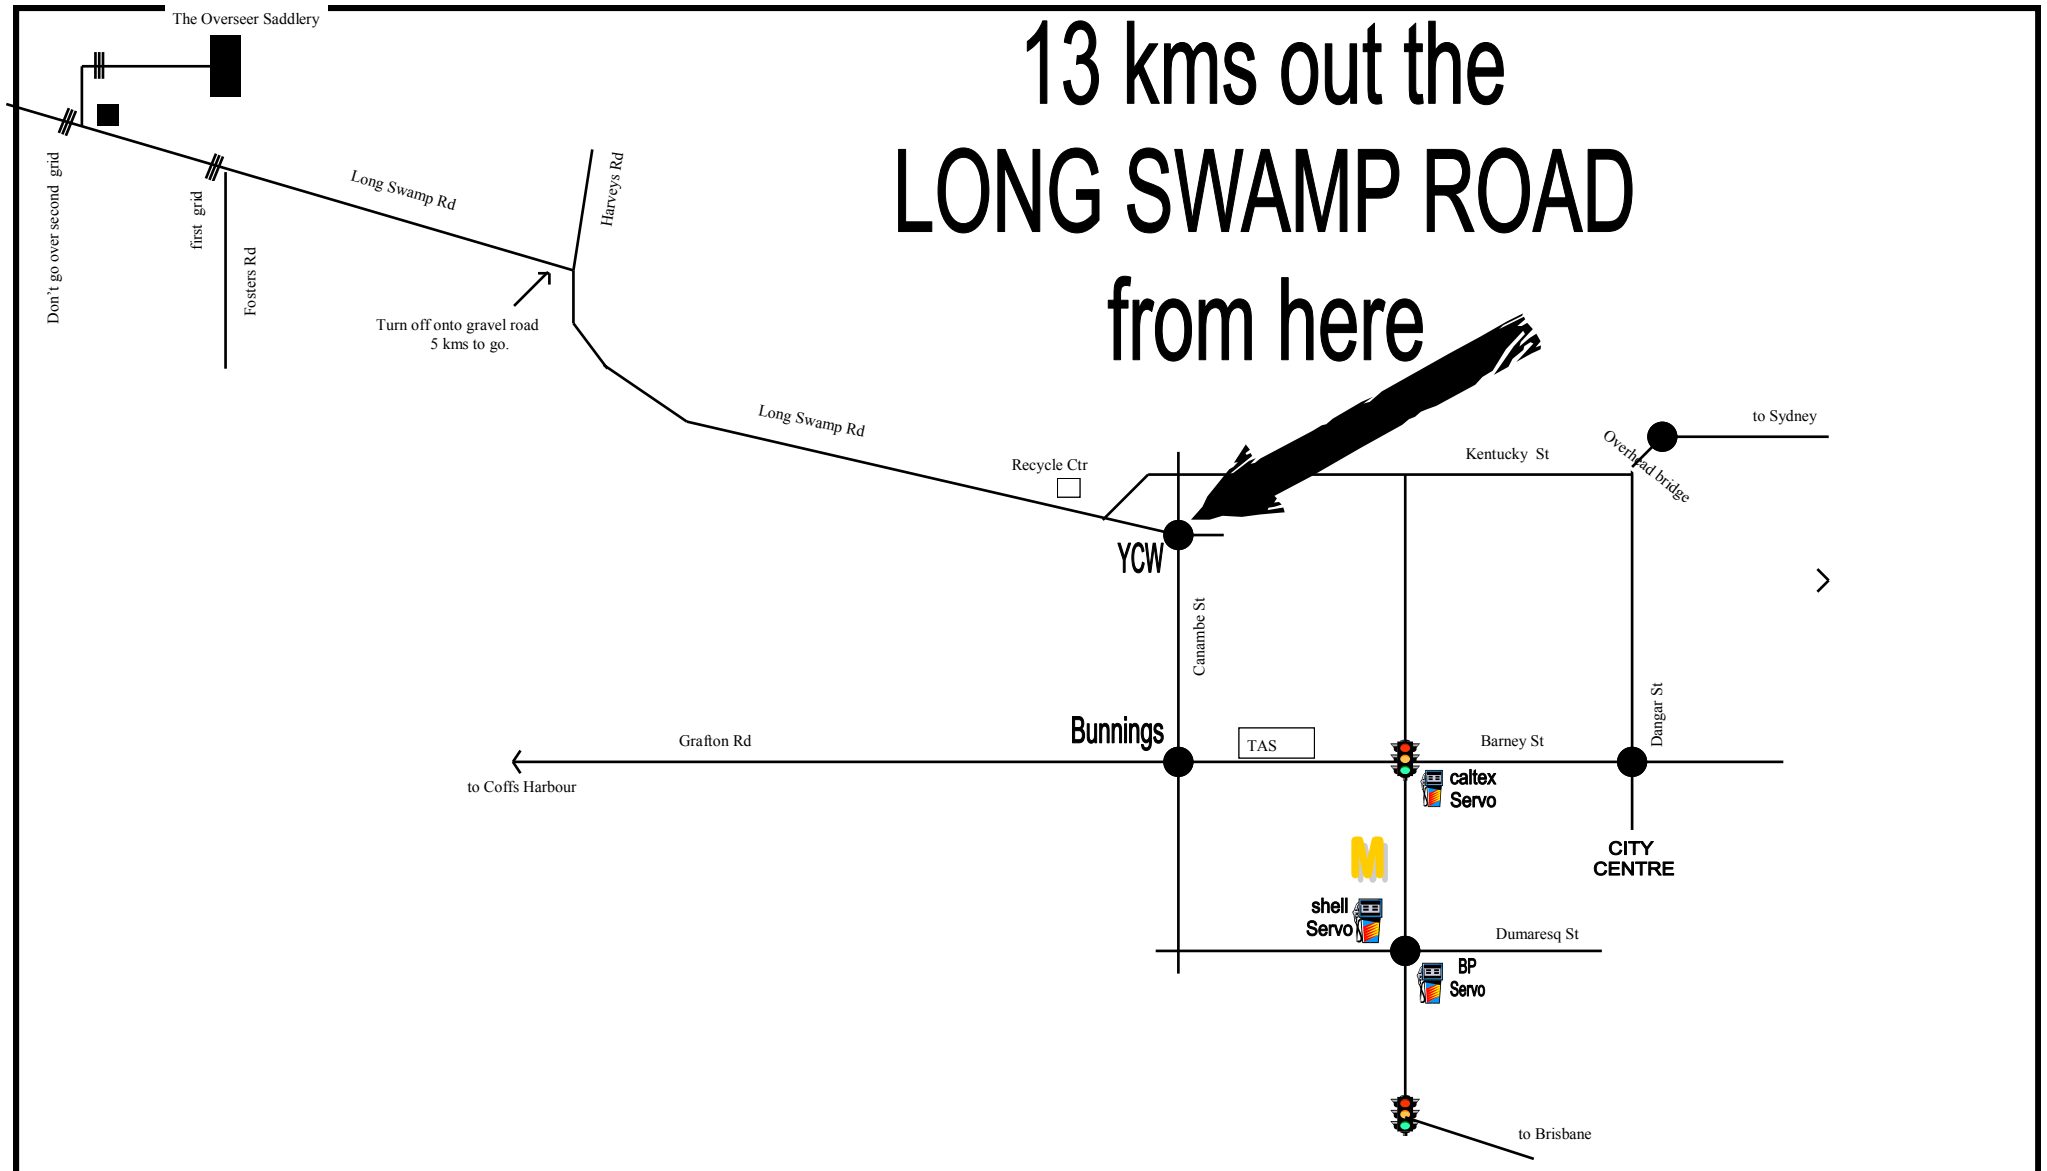 The Overseer Saddlery
13 kms out the
LONG SWAMP ROAD
from here
Don't go over second  grid
first  grid
Fosters Rd
Long Swamp Rd
Harveys Rd
Turn off onto gravel road
5 kms to go.
Long Swamp Rd
Recycle Ctr
Kentucky  St
Overhead bridge
to Sydney
YCW
Canambe St
Bunnings
Grafton Rd
to Coffs Harbour
TAS
Barney St
Dangar St
caltex
Servo
CITY
CENTRE
M
shell
Servo
Dumaresq St
BP
Servo
to Brisbane